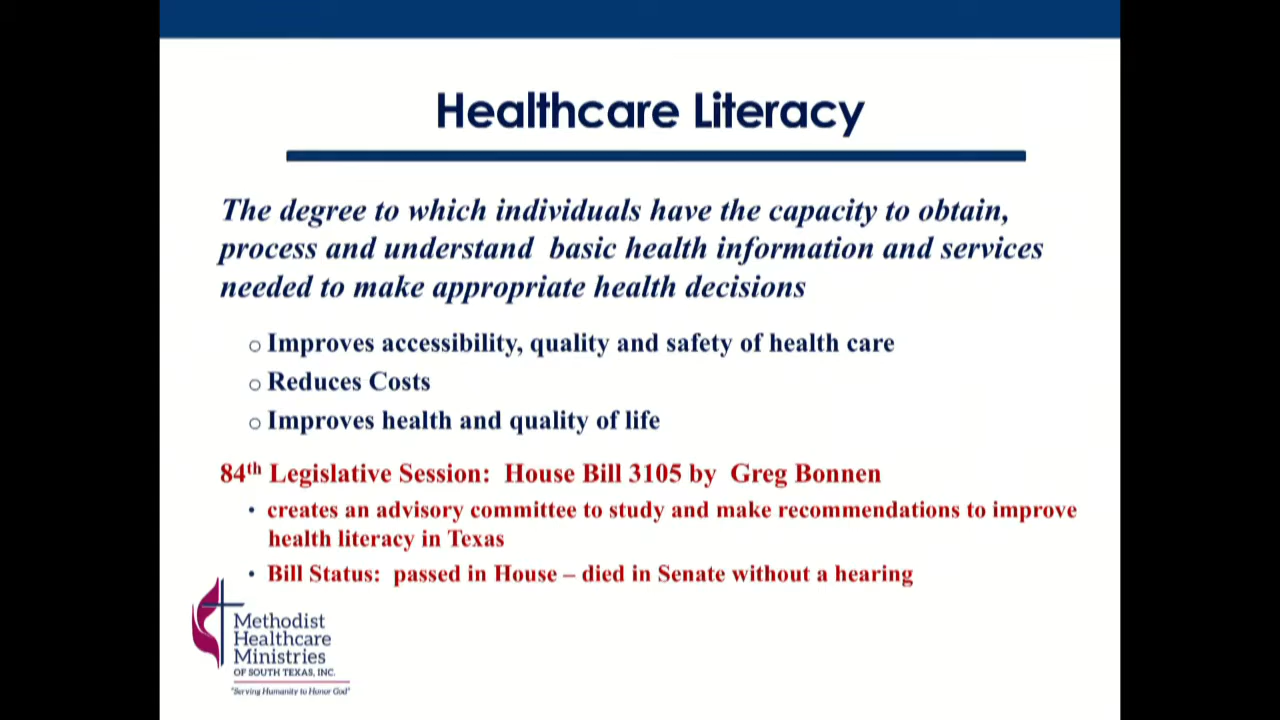 Healthcare Literacy
The degree to which individuals have the capacity to obtain,
process and understand  basic health information and services
needed to make appropriate health decisions
o Improves accessibility, quality and safety of health care
o Reduces Costs
o Improves health and quality of life
84th Legislative Session:  House Bill 3105 by  Greg Bonnen
• creates an advisory committee to study and make recommendations to improve
health literacy in Texas
• Bill Status:  passed in House – died in Senate without a hearing
Methodist
Healthcare
Ministries
OF SOUTH TEXAS, INC.
"Serving Humanity to Honor God"